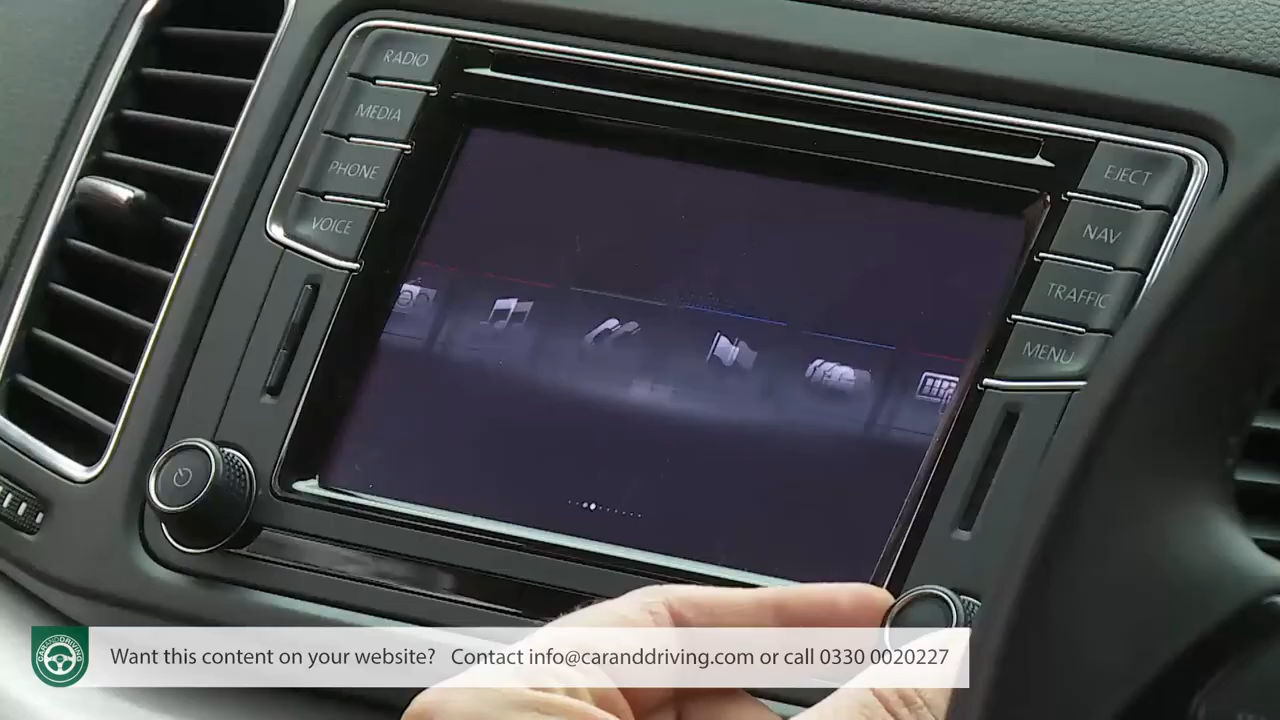 RADIO
MEDIA
PHONE
VOICE
EJECT
NAV
TRAFFIC
MENU
CARANDDRIVING
Want this content on your website? Contact info@caranddriving.com or call 0330 0020227